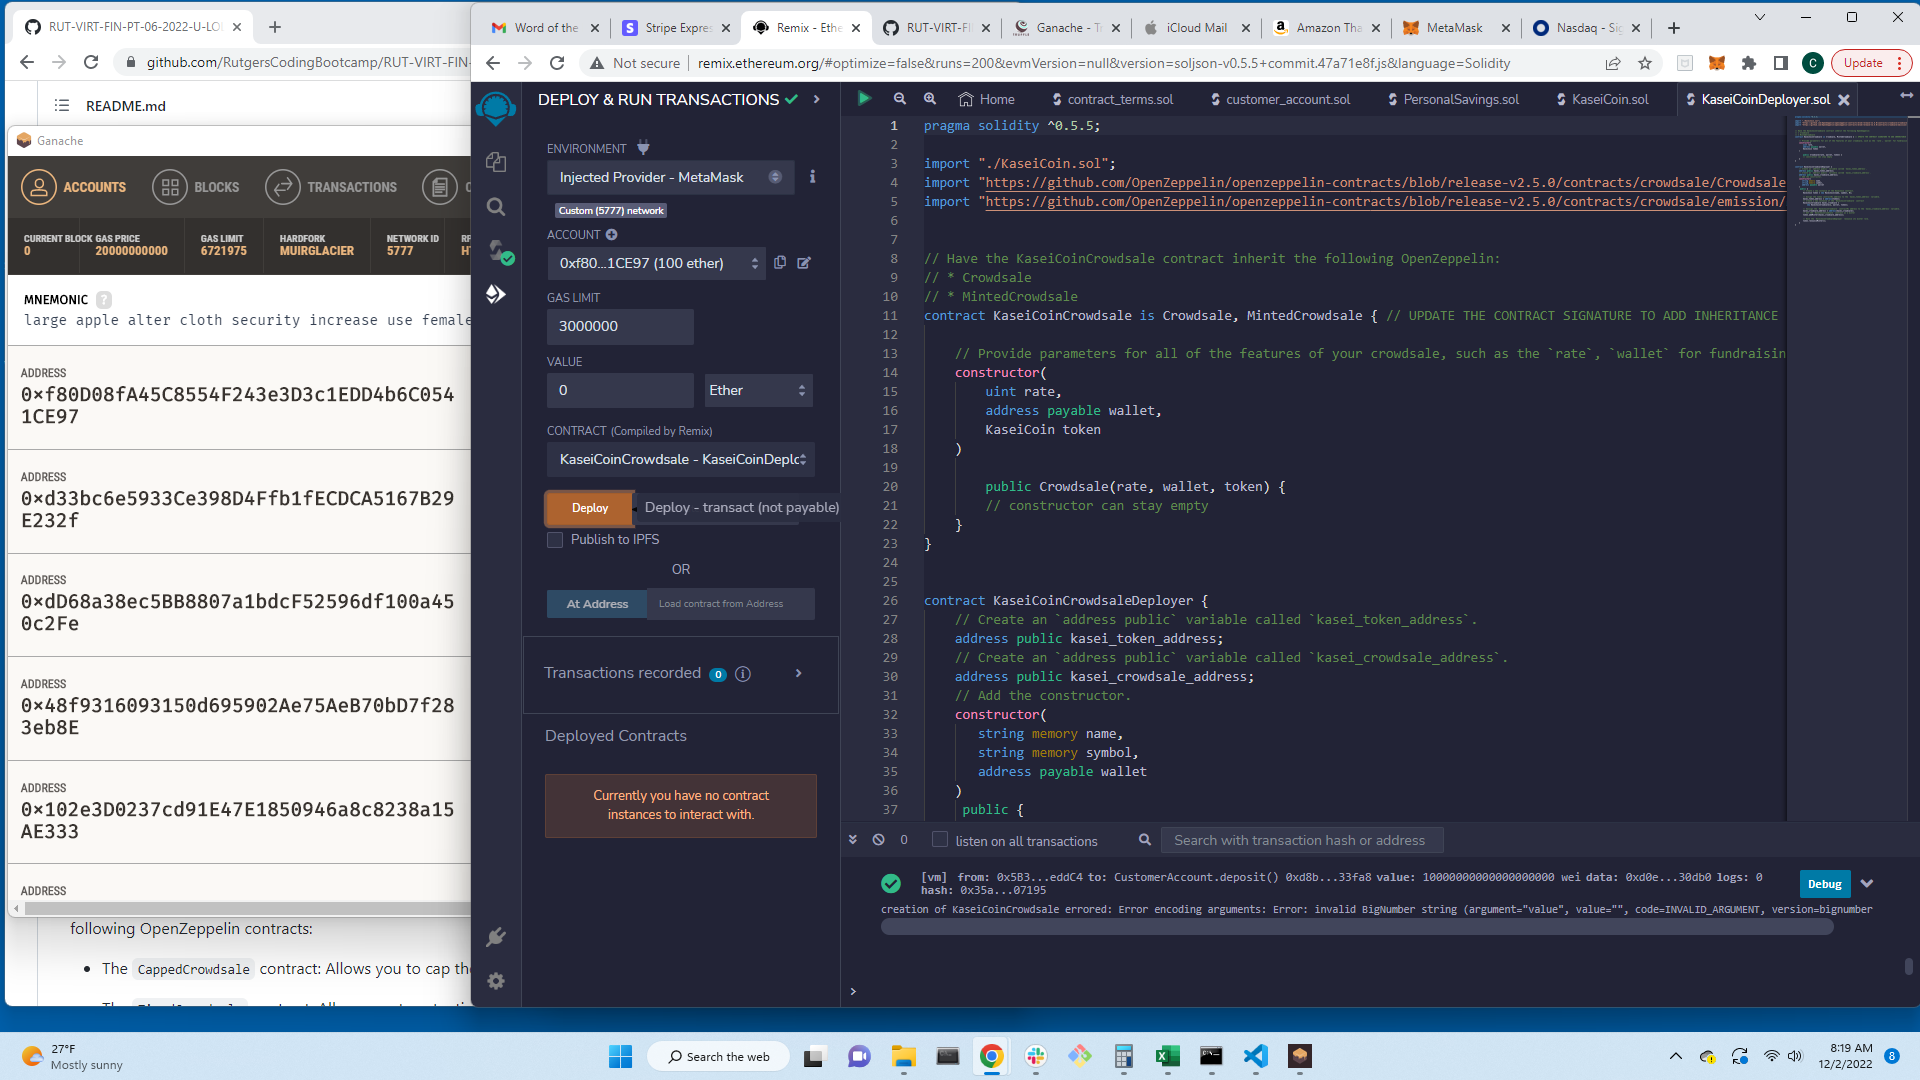 RUT-VIRT-FIN-PT-06-2022-U-LOL
github.com/RutgersCodingBootcamp/RUT-VIRT-FIN-
README.md
Ganache
ACCOUNTS
BLOCKS
TRANSACTIONS
CURRENT BLOCK
0
GAS PRICE
20000000000
GAS LIMIT
6721975
HARDFORK
MUIRGLACIER
NETWORK ID
5777
MNEMONIC ?
large apple alter cloth security increase use female
ADDRESS
0×f80D08fA45C8554F243e3D3c1EDD4b6C054
1CE97
ADDRESS
0×d33bc6e5933Ce398D4Ffb1fECDCA5167B29
E232f
ADDRESS
0×dD68a38ec5BB8807a1bdcF52596df100a45
0c2Fe
ADDRESS
0×48f9316093150d695902Ae75AeB70bD7f28
3eb8E
ADDRESS
0×102e3D0237cd91E47E1850946a8c8238a15
AE333
ADDRESS
following OpenZeppelin contracts:
• The CappedCrowdsale contract: Allows you to cap the
Word of the
Stripe Expres
Remix - Ethe
RUT-VIRT-FI
Ganache - T
iCloud Mail
Amazon Tha
MetaMask
Nasdaq - Sig
Not secure
remix.ethereum.org/#optimize=false&runs=200&evmVersion=null&version=soljson-v0.5.5+commit.47a71e8f.js&language=Solidity
C
Update
DEPLOY & RUN TRANSACTIONS
ENVIRONMENT
Injected Provider - MetaMask
Custom (5777) network
ACCOUNT
0xf80...1CE97 (100 ether)
GAS LIMIT
3000000
VALUE
0
Ether
CONTRACT (Compiled by Remix)
KaseiCoinCrowdsale - KaseiCoinDeplo
Deploy
Deploy - transact (not payable)
Publish to IPFS
OR
At Address
Load contract from Address
Transactions recorded 0
Deployed Contracts
Currently you have no contract
instances to interact with.
Home
contract_terms.sol
customer_account.sol
PersonalSavings.sol
KaseiCoin.sol
KaseiCoinDeployer.sol
1 pragma solidity ^0.5.5;
2
3 import "./KaseiCoin.sol";
4 import "https://github.com/OpenZeppelin/openzeppelin-contracts/blob/release-v2.5.0/contracts/crowdsale/Crowdsale
5 import "https://github.com/OpenZeppelin/openzeppelin-contracts/blob/release-v2.5.0/contracts/crowdsale/emission/
6
7
8 // Have the KaseiCoinCrowdsale contract inherit the following OpenZeppelin:
9 // * Crowdsale
10 // * MintedCrowdsale
11 contract KaseiCoinCrowdsale is Crowdsale, MintedCrowdsale { // UPDATE THE CONTRACT SIGNATURE TO ADD INHERITANCE
12
13 // Provide parameters for all of the features of your crowdsale, such as the `rate`, `wallet` for fundraisin
14 constructor(
15 uint rate,
16 address payable wallet,
17 KaseiCoin token
18 )
19
20 public Crowdsale(rate, wallet, token) {
21 // constructor can stay empty
22 }
23 }
24
25
26 contract KaseiCoinCrowdsaleDeployer {
27 // Create an `address public` variable called `kasei_token_address`.
28 address public kasei_token_address;
29 // Create an `address public` variable called `kasei_crowdsale_address`.
30 address public kasei_crowdsale_address;
31 // Add the constructor.
32 constructor(
33 string memory name,
34 string memory symbol,
35 address payable wallet
36 )
37 public {
0
listen on all transactions
Search with transaction hash or address
[vm] from: 0x5B3...eddC4 to: CustomerAccount.deposit() 0xd8b...33fa8 value: 10000000000000000000 wei data: 0xd0e...30db0 logs: 0
hash: 0x35a...07195
Debug
creation of KaseiCoinCrowdsale errored: Error encoding arguments: Error: invalid BigNumber string (argument="value", value="", code=INVALID_ARGUMENT, version=bignumber
>
27°F
Mostly sunny
Search the web
8:19 AM
12/2/2022
8